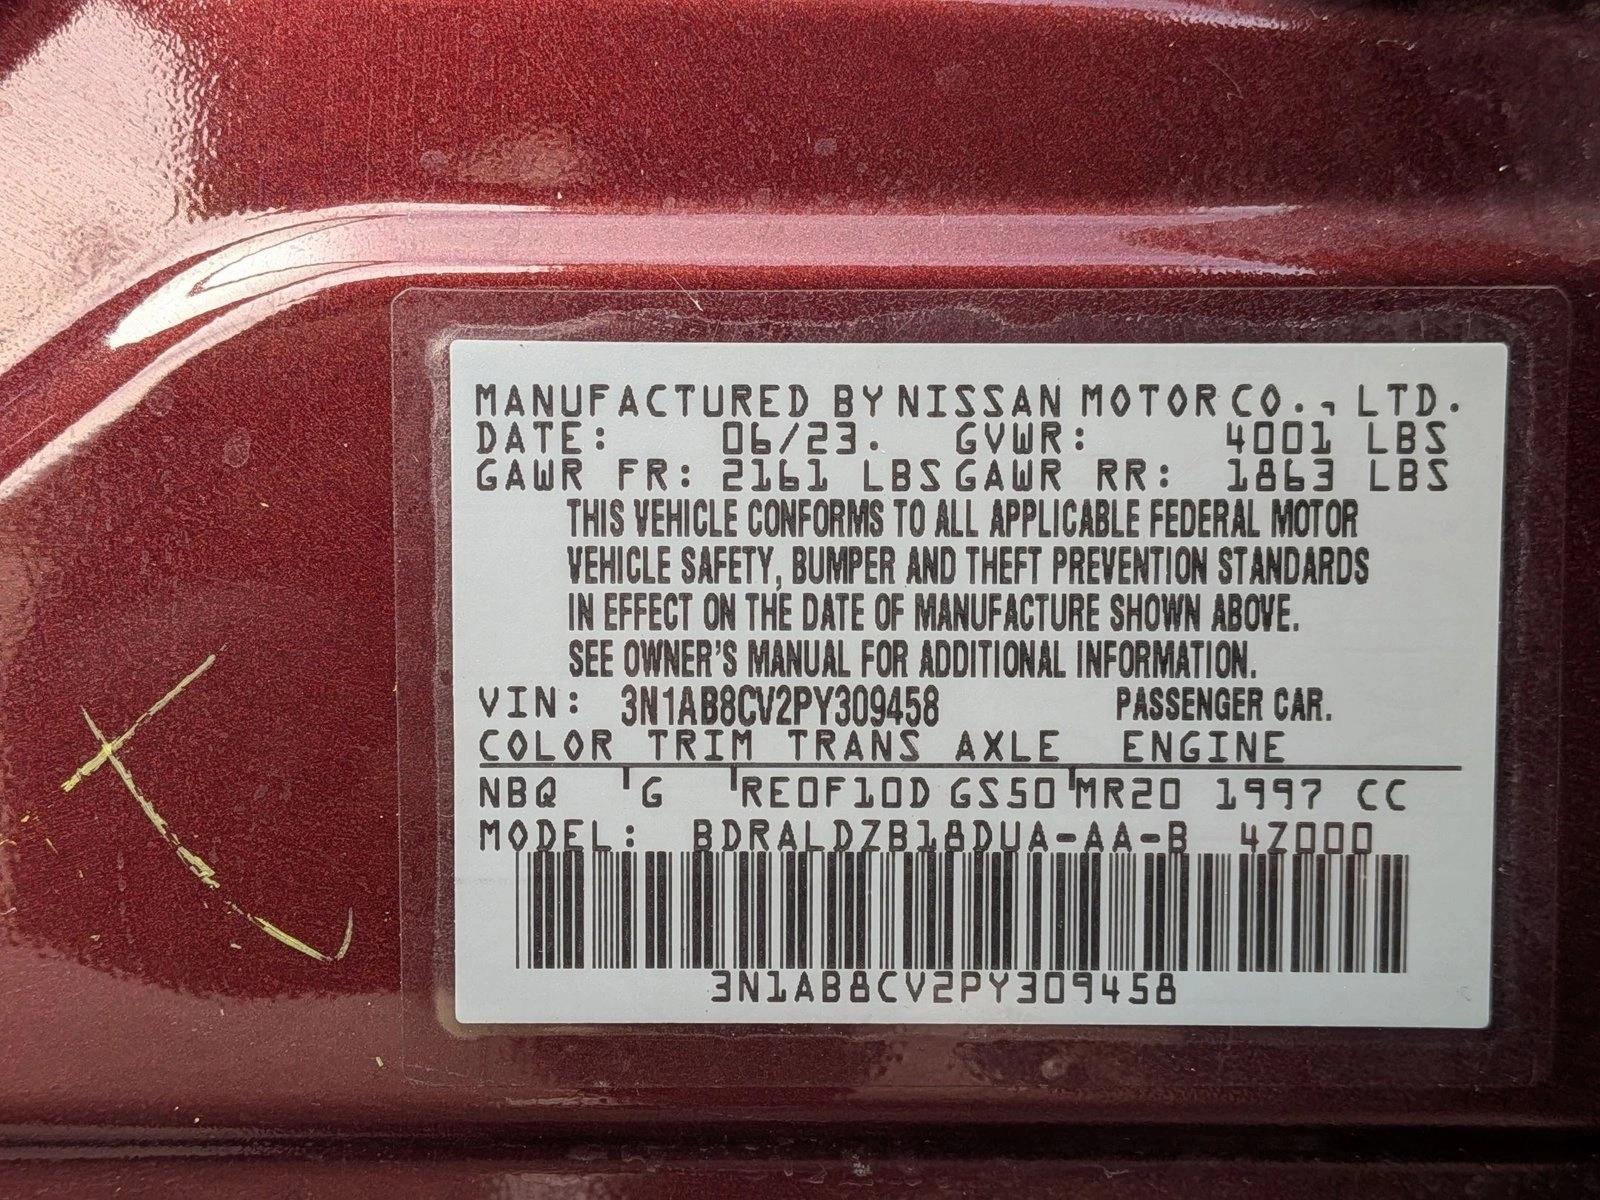 MANUFACTURED BY NISSAN MOTOR CO., LTD.
DATE: 06/23. GVWR: 4001 LBS
GAWR FR: 2161 LBS GAWR RR: 1863 LBS
THIS VEHICLE CONFORMS TO ALL APPLICABLE FEDERAL MOTOR
VEHICLE SAFETY, BUMPER AND THEFT PREVENTION STANDARDS
IN EFFECT ON THE DATE OF MANUFACTURE SHOWN ABOVE.
SEE OWNER'S MANUAL FOR ADDITIONAL INFORMATION.
VIN: 3N1AB8CV2PY309458 PASSENGER CAR.
COLOR TRIM TRANS AXLE ENGINE
NBQ G RE0F10D GS50 MR20 1997 CC
MODEL: BDRALDZB18DUA-AA-B 4Z000
3N1AB8CV2PY309458